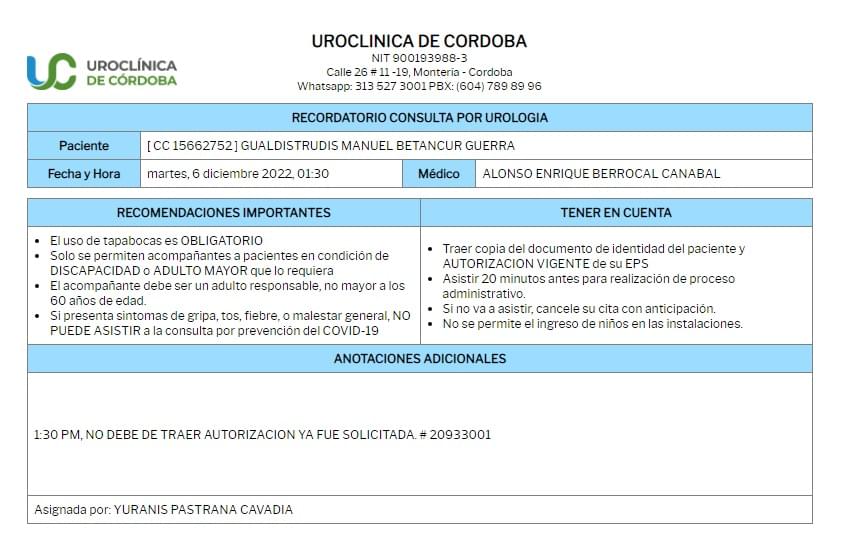 UC UROCLÍNICA
DE CÓRDOBA
UROCLINICA DE CORDOBA
NIT 900193988-3
Calle 26 # 11 -19, Montería - Cordoba
Whatsapp: 313 527 3001 PBX: (604) 789 89 96
RECORDATORIO CONSULTA POR UROLOGIA
Paciente [ CC 15662752 ] GUALDISTRUDIS MANUEL BETANCUR GUERRA
Fecha y Hora martes, 6 diciembre 2022, 01:30 Médico ALONSO ENRIQUE BERROCAL CANABAL
RECOMENDACIONES IMPORTANTES
• El uso de tapabocas es OBLIGATORIO
• Solo se permiten acompañantes a pacientes en condición de
DISCAPACIDAD o ADULTO MAYOR que lo requiera
• El acompañante debe ser un adulto responsable, no mayor a los
60 años de edad.
• Si presenta sintomas de gripa, tos, fiebre, o malestar general, NO
PUEDE ASISTIR a la consulta por prevención del COVID-19
TENER EN CUENTA
• Traer copia del documento de identidad del paciente y
AUTORIZACION VIGENTE de su EPS
• Asistir 20 minutos antes para realización de proceso
administrativo.
• Si no va a asistir, cancele su cita con anticipación.
• No se permite el ingreso de niños en las instalaciones.
ANOTACIONES ADICIONALES
1:30 PM, NO DEBE DE TRAER AUTORIZACION YA FUE SOLICITADA. # 20933001
Asignada por: YURANIS PASTRANA CAVADIA